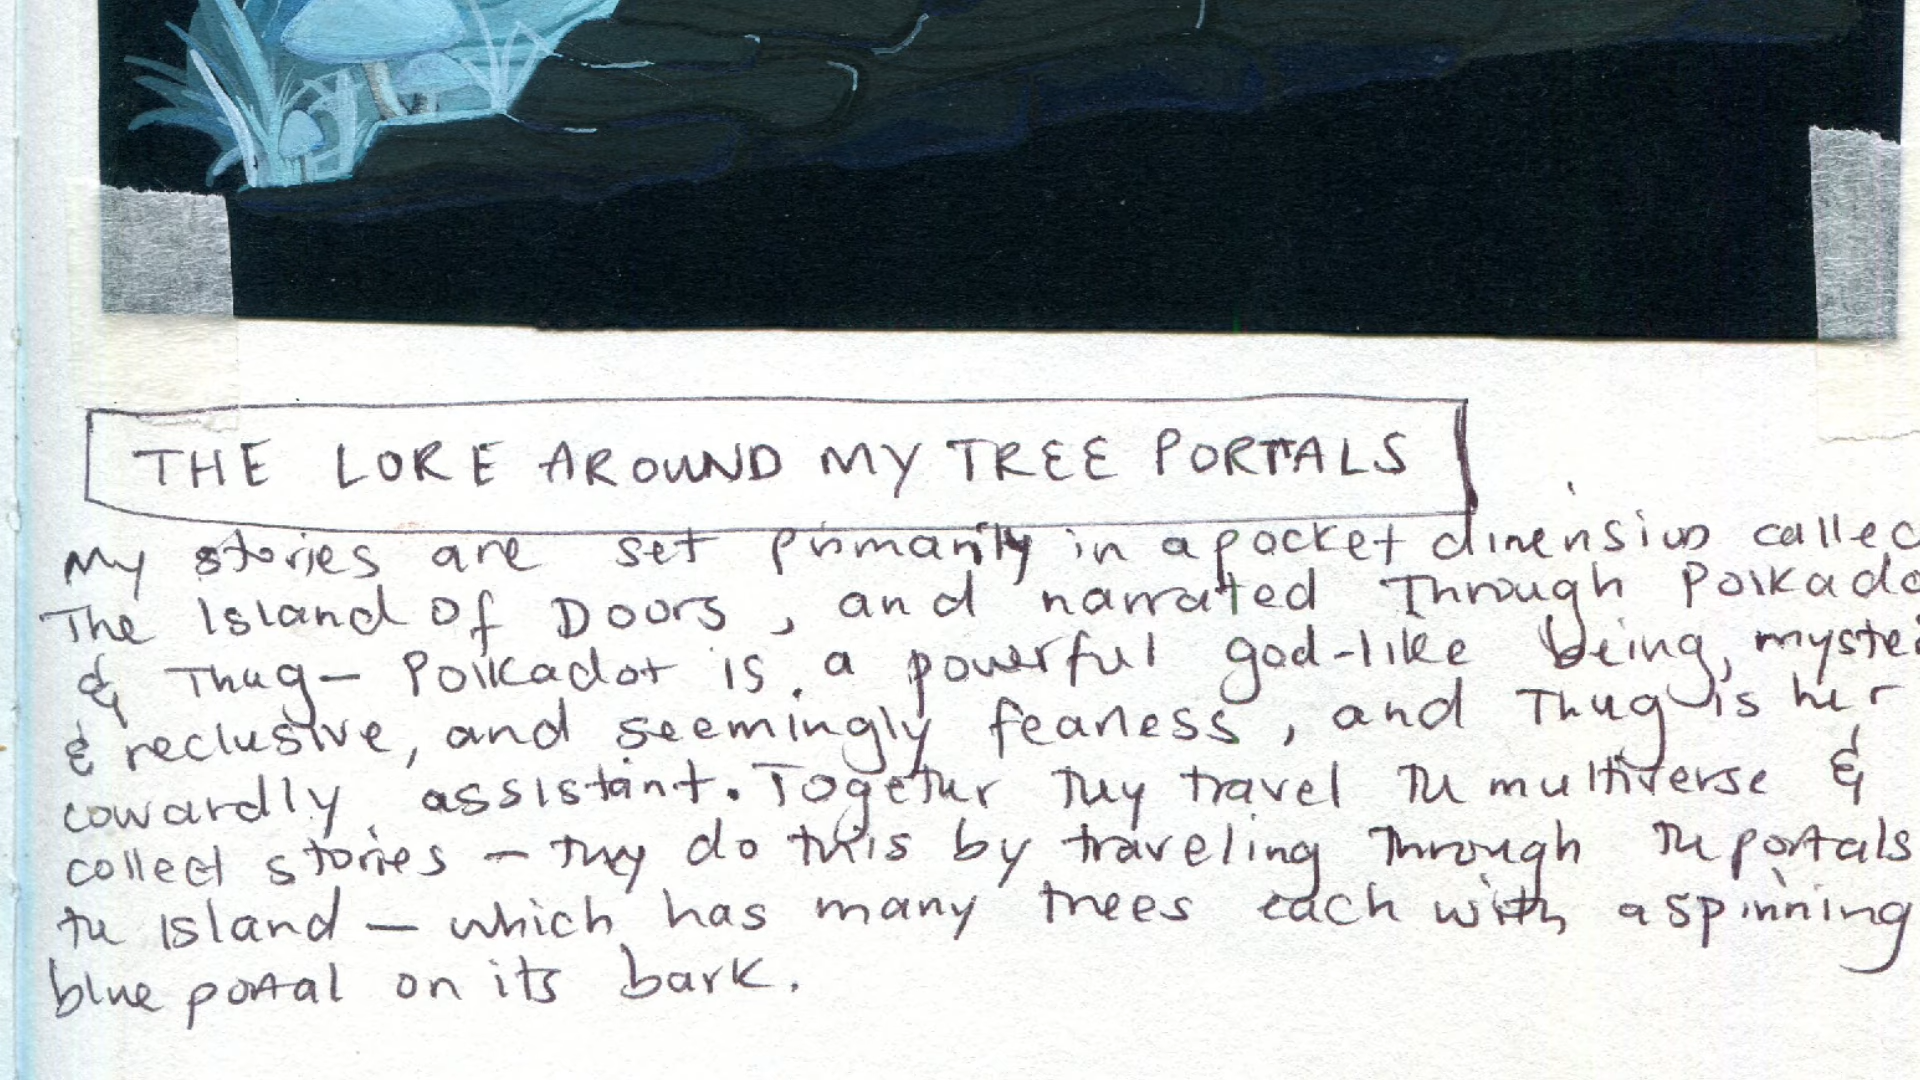 THE LORE AROUND MY TREE PORTALS
My stories are set primarily in a pocket dimension called
The Island Of Doors, and narrated Through Polkado
& Thug— Polkadot is a powerful god-like being, myste
& reclusive, and seemingly fearless, and Thug is her
cowardly assistant. Together they travel the multiverse &
collect stories — they do this by traveling through the portals
the Island — which has many trees each with a spinning
blue portal on its bark.